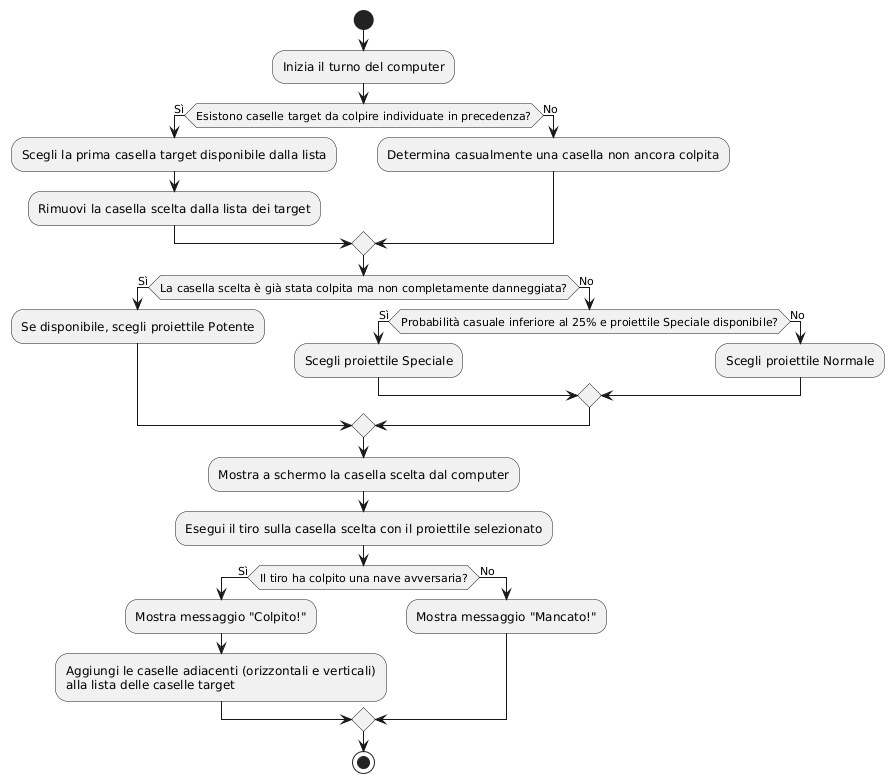 Inizia il turno del computer
Sì
Esistono caselle target da colpire individuate in precedenza?
No
Scegli la prima casella target disponibile dalla lista
Determina casualmente una casella non ancora colpita
Rimuovi la casella scelta dalla lista dei target
Sì
La casella scelta è già stata colpita ma non completamente danneggiata?
No
Se disponibile, scegli proiettile Potente
Sì
Probabilità casuale inferiore al 25% e proiettile Speciale disponibile?
No
Scegli proiettile Speciale
Scegli proiettile Normale
Mostra a schermo la casella scelta dal computer
Esegui il tiro sulla casella scelta con il proiettile selezionato
Sì
Il tiro ha colpito una nave avversaria?
No
Mostra messaggio "Colpito!"
Mostra messaggio "Mancato!"
Aggiungi le caselle adiacenti (orizzontali e verticali)
alla lista delle caselle target